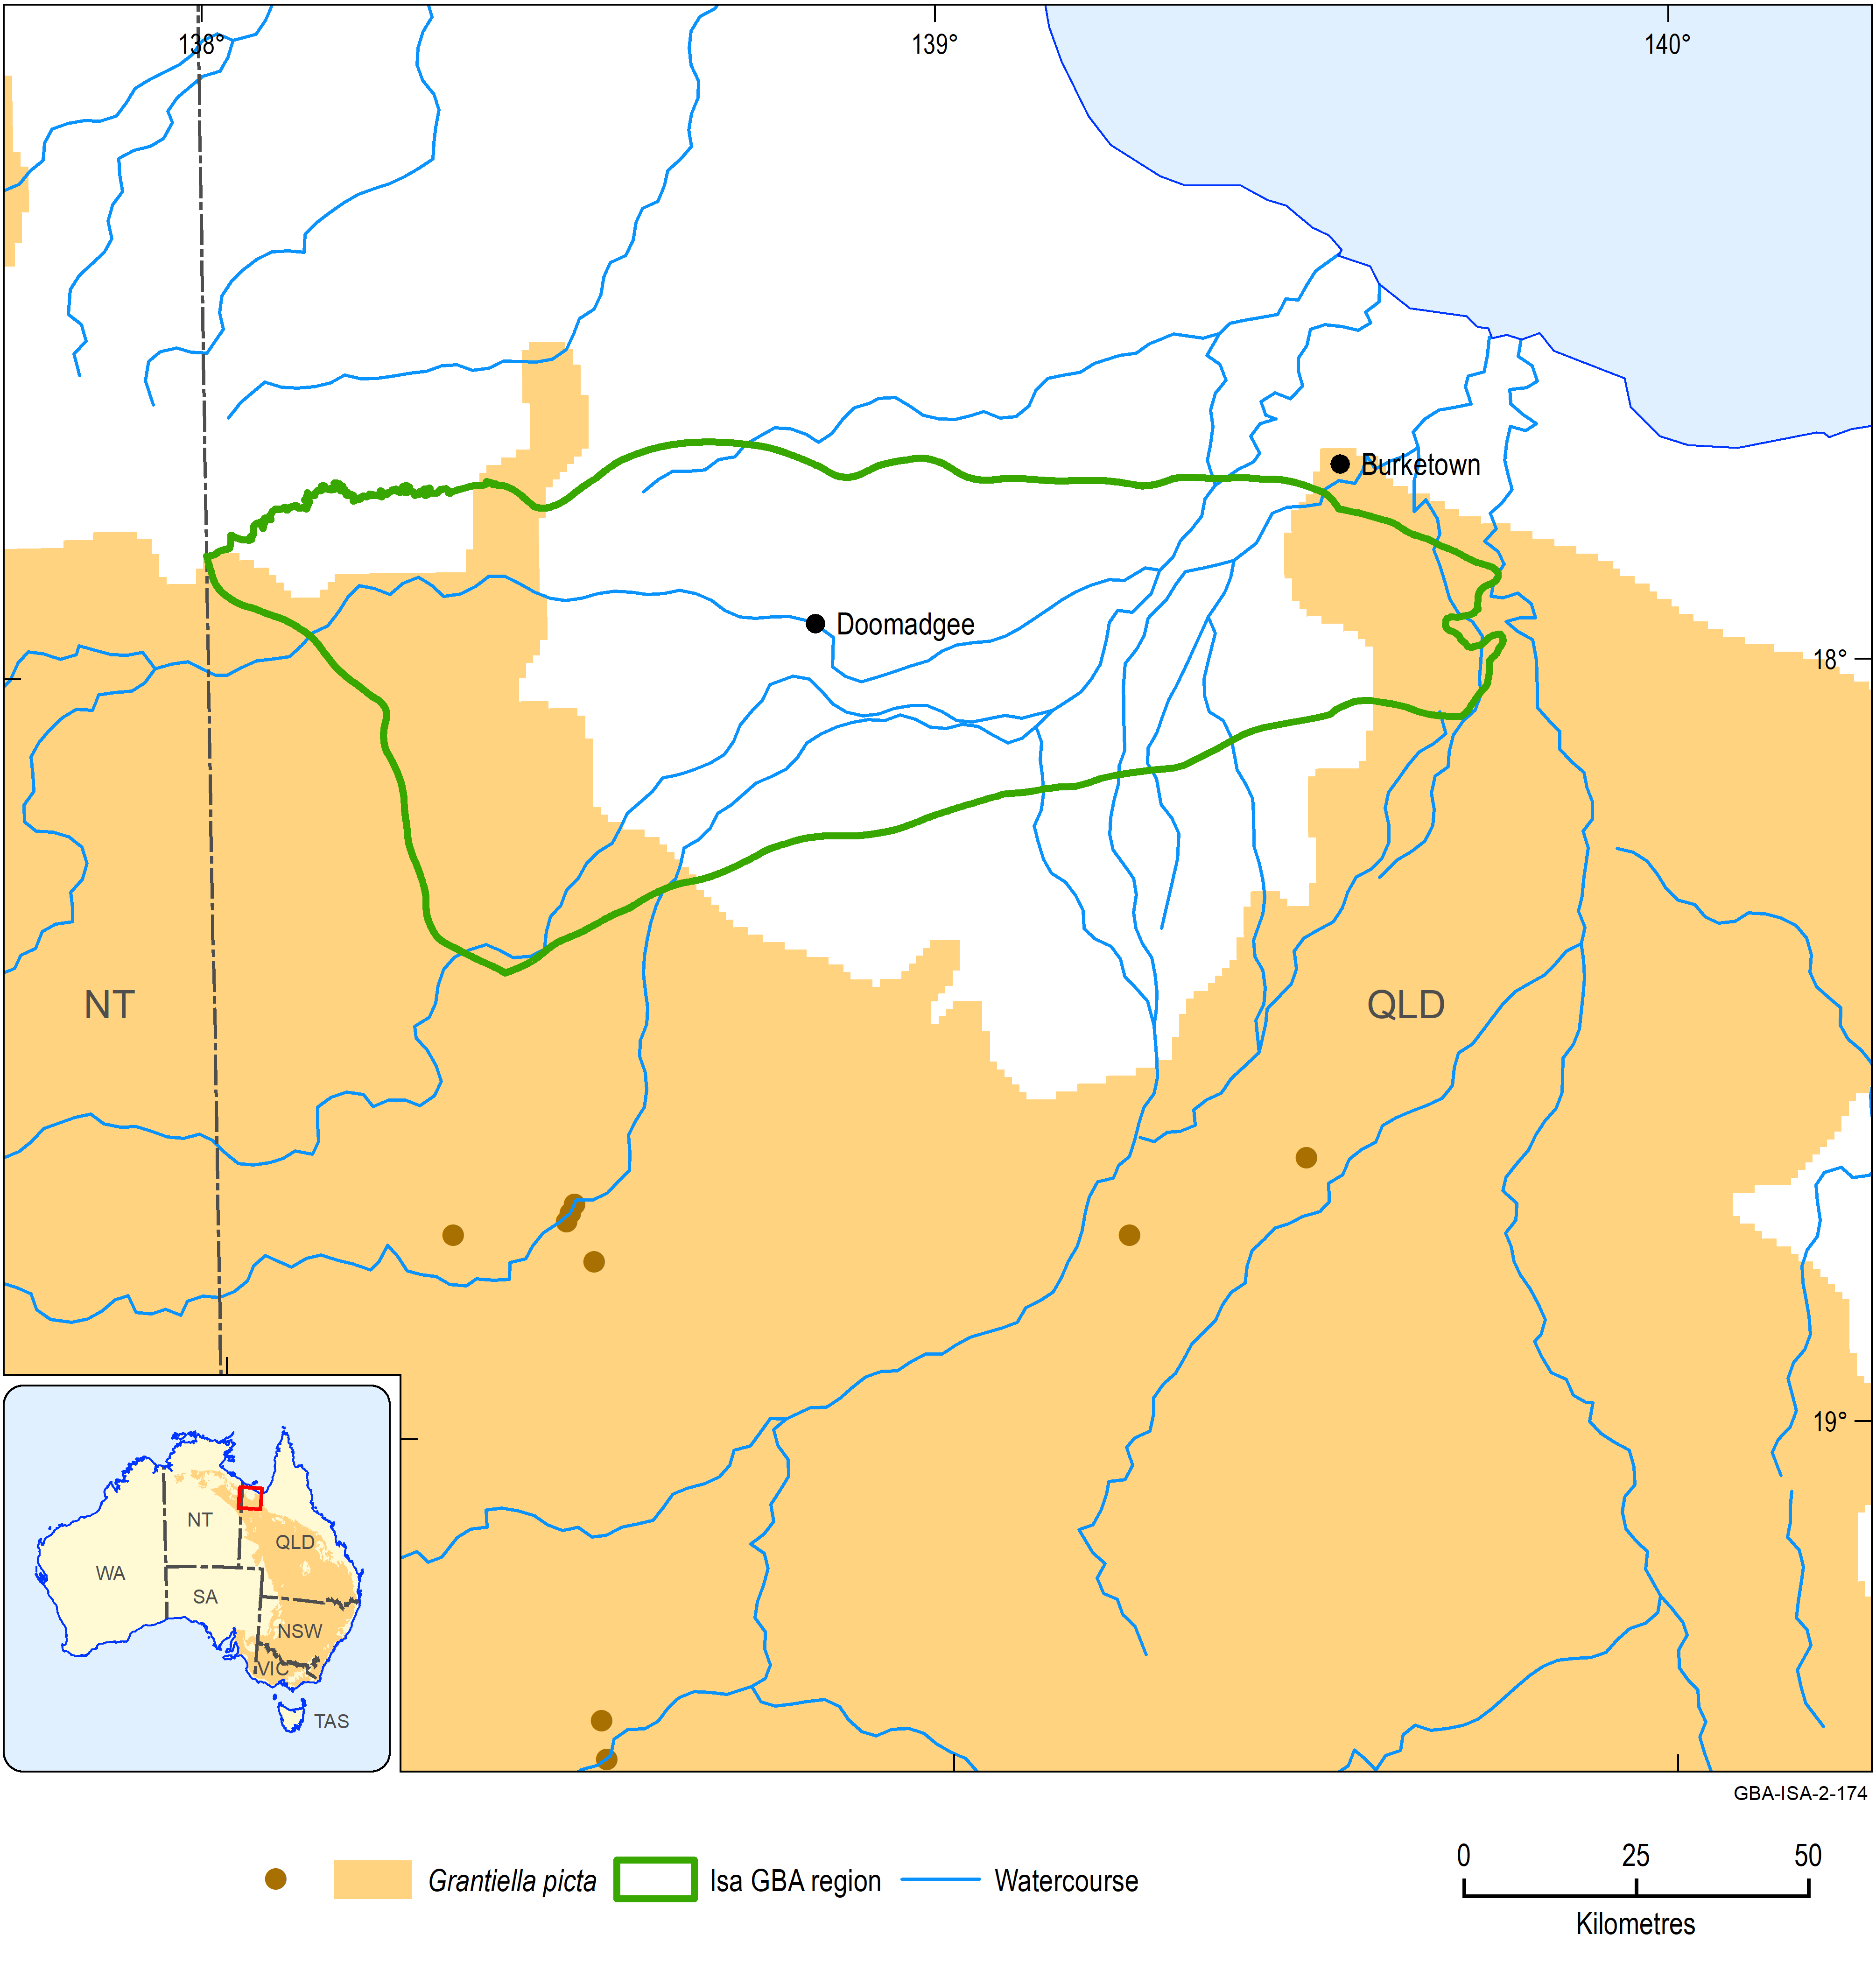 138°
139°
140°
Burketown
Doomadgee
18°
NT
QLD
19°
NT
QLD
WA
SA
NSW
VIC
TAS
GBA-ISA-2-174
Grantiella picta
Isa GBA region
Watercourse
0 25 50
Kilometres